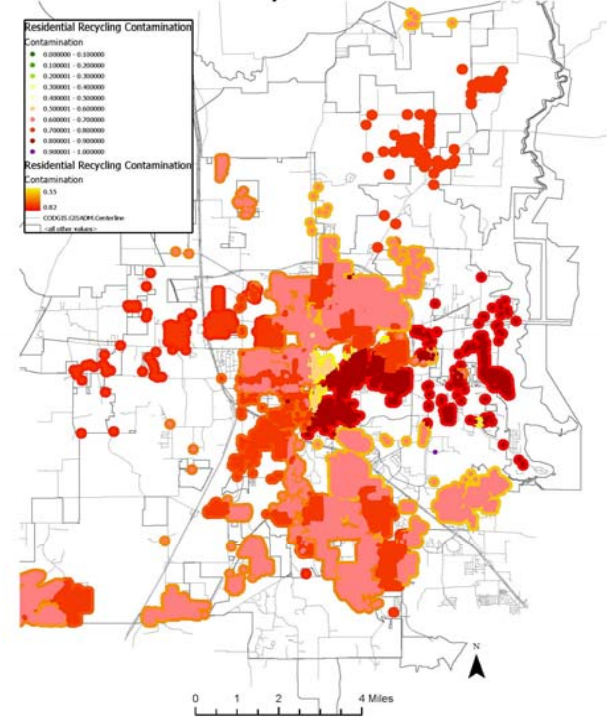 Residential Recycling Contamination
Contamination
0.000000 - 0.100000
0.100001 - 0.200000
0.200001 - 0.300000
0.300001 - 0.400000
0.400001 - 0.500000
0.500001 - 0.600000
0.600001 - 0.700000
0.700001 - 0.800000
0.800001 - 0.900000
0.900001 - 1.000000
Residential Recycling Contamination
Contamination
0.55
0.82
CODGIS.GISADM.Centerline
<all other values>
N
0 1 2 4 Miles